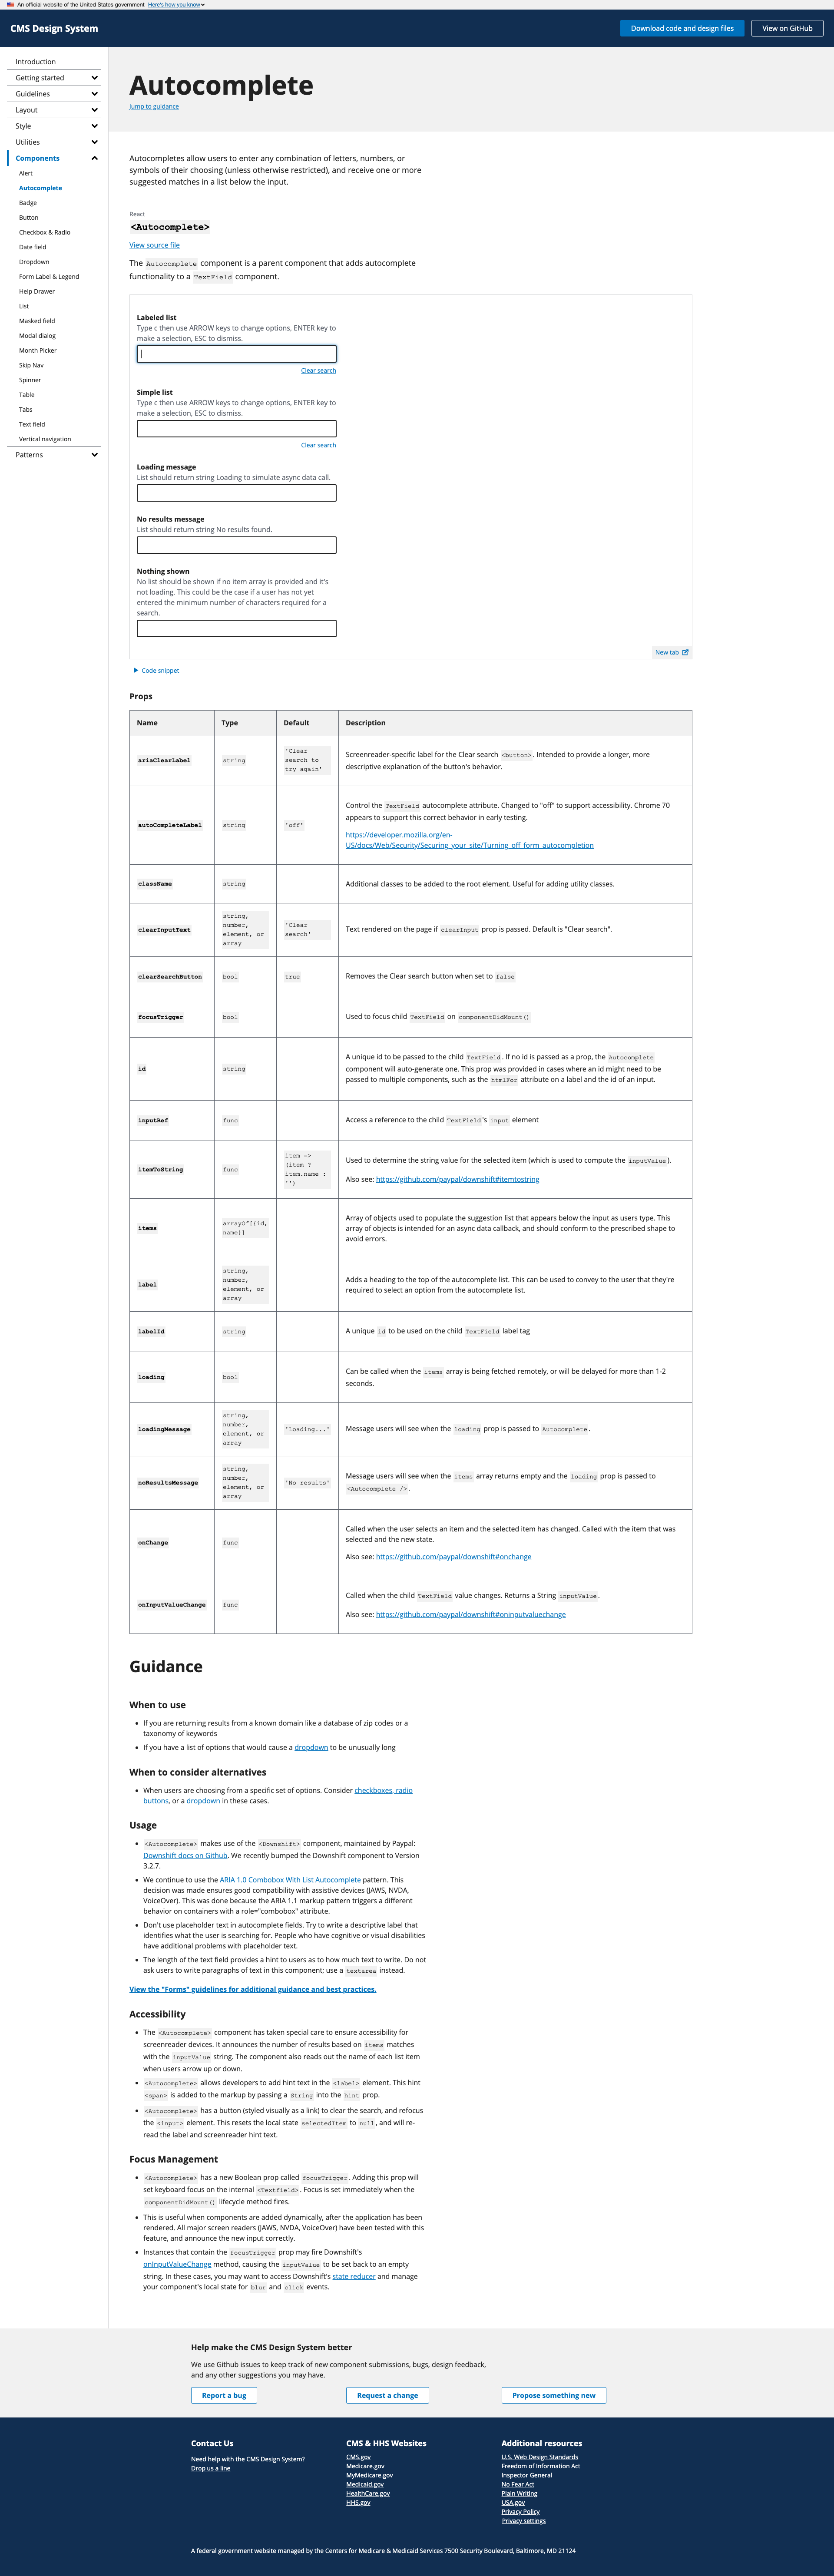 An official website of the United States government Here's how you know
CMS Design System
Download code and design files
View on GitHub
Introduction
Getting started
Guidelines
Layout
Style
Utilities
Components
Alert
Autocomplete
Badge
Button
Checkbox & Radio
Date field
Dropdown
Form Label & Legend
Help Drawer
List
Masked field
Modal dialog
Month Picker
Skip Nav
Spinner
Table
Tabs
Text field
Vertical navigation
Patterns
Autocomplete
Jump to guidance
Autocompletes allow users to enter any combination of letters, numbers, or
symbols of their choosing (unless otherwise restricted), and receive one or more
suggested matches in a list below the input.
React
<Autocomplete>
View source file
The Autocomplete component is a parent component that adds autocomplete
functionality to a TextField component.
Labeled list
Type c then use ARROW keys to change options, ENTER key to
make a selection, ESC to dismiss.
Clear search
Simple list
Type c then use ARROW keys to change options, ENTER key to
make a selection, ESC to dismiss.
Clear search
Loading message
List should return string Loading to simulate async data call.
No results message
List should return string No results found.
Nothing shown
No list should be shown if no item array is provided and it's
not loading. This could be the case if a user has not yet
entered the minimum number of characters required for a
search.
New tab
Code snippet
Props
Name Type Default Description
ariaClearLabel
string
'Clear
search to
try again'
Screenreader-specific label for the Clear search <button>. Intended to provide a longer, more
descriptive explanation of the button's behavior.
autoCompleteLabel
string
'off'
Control the TextField autocomplete attribute. Changed to "off" to support accessibility. Chrome 70
appears to support this correct behavior in early testing.
https://developer.mozilla.org/en-
US/docs/Web/Security/Securing_your_site/Turning_off_form_autocompletion
className
string
Additional classes to be added to the root element. Useful for adding utility classes.
clearInputText
string,
number,
element, or
array
'Clear
search'
Text rendered on the page if clearInput prop is passed. Default is "Clear search".
clearSearchButton
bool
true
Removes the Clear search button when set to false
focusTrigger
bool
Used to focus child TextField on componentDidMount()
id
string
A unique id to be passed to the child TextField. If no id is passed as a prop, the Autocomplete
component will auto-generate one. This prop was provided in cases where an id might need to be
passed to multiple components, such as the htmlFor attribute on a label and the id of an input.
inputRef
func
Access a reference to the child TextField's input element
itemToString
func
item =>
(item ?
item.name :
'')
Used to determine the string value for the selected item (which is used to compute the inputValue).
Also see: https://github.com/paypal/downshift#itemtostring
items
arrayOf[{id,
name}]
Array of objects used to populate the suggestion list that appears below the input as users type. This
array of objects is intended for an async data callback, and should conform to the prescribed shape to
avoid errors.
label
string,
number,
element, or
array
Adds a heading to the top of the autocomplete list. This can be used to convey to the user that they're
required to select an option from the autocomplete list.
labelId
string
A unique id to be used on the child TextField label tag
loading
bool
Can be called when the items array is being fetched remotely, or will be delayed for more than 1-2
seconds.
loadingMessage
string,
number,
element, or
array
'Loading...'
Message users will see when the loading prop is passed to Autocomplete.
noResultsMessage
string,
number,
element, or
array
'No results'
Message users will see when the items array returns empty and the loading prop is passed to
<Autocomplete />.
onChange
func
Called when the user selects an item and the selected item has changed. Called with the item that was
selected and the new state.
Also see: https://github.com/paypal/downshift#onchange
onInputValueChange
func
Called when the child TextField value changes. Returns a String inputValue.
Also see: https://github.com/paypal/downshift#oninputvaluechange
Guidance
When to use
• If you are returning results from a known domain like a database of zip codes or a
taxonomy of keywords
• If you have a list of options that would cause a dropdown to be unusually long
When to consider alternatives
• When users are choosing from a specific set of options. Consider checkboxes, radio
buttons, or a dropdown in these cases.
Usage
• <Autocomplete> makes use of the <Downshift> component, maintained by Paypal:
Downshift docs on Github. We recently bumped the Downshift component to Version
3.2.7.
• We continue to use the ARIA 1.0 Combobox With List Autocomplete pattern. This
decision was made ensures good compatibility with assistive devices (JAWS, NVDA,
VoiceOver). This was done because the ARIA 1.1 markup pattern triggers a different
behavior on containers with a role="combobox" attribute.
• Don't use placeholder text in autocomplete fields. Try to write a descriptive label that
identifies what the user is searching for. People who have cognitive or visual disabilities
have additional problems with placeholder text.
• The length of the text field provides a hint to users as to how much text to write. Do not
ask users to write paragraphs of text in this component; use a textarea instead.
View the "Forms" guidelines for additional guidance and best practices.
Accessibility
• The <Autocomplete> component has taken special care to ensure accessibility for
screenreader devices. It announces the number of results based on items matches
with the inputValue string. The component also reads out the name of each list item
when users arrow up or down.
• <Autocomplete> allows developers to add hint text in the <label> element. This hint
<span> is added to the markup by passing a String into the hint prop.
• <Autocomplete> has a button (styled visually as a link) to clear the search, and refocus
the <input> element. This resets the local state selectedItem to null, and will re-
read the label and screenreader hint text.
Focus Management
• <Autocomplete> has a new Boolean prop called focusTrigger. Adding this prop will
set keyboard focus on the internal <Textfield>. Focus is set immediately when the
componentDidMount() lifecycle method fires.
• This is useful when components are added dynamically, after the application has been
rendered. All major screen readers (JAWS, NVDA, VoiceOver) have been tested with this
feature, and announce the new input correctly.
• Instances that contain the focusTrigger prop may fire Downshift's
onInputValueChange method, causing the inputValue to be set back to an empty
string. In these cases, you may want to access Downshift's state reducer and manage
your component's local state for blur and click events.
Help make the CMS Design System better
We use Github issues to keep track of new component submissions, bugs, design feedback,
and any other suggestions you may have.
Report a bug
Request a change
Propose something new
Contact Us
Need help with the CMS Design System?
Drop us a line
CMS & HHS Websites
CMS.gov
Medicare.gov
MyMedicare.gov
Medicaid.gov
HealthCare.gov
HHS.gov
Additional resources
U.S. Web Design Standards
Freedom of Information Act
Inspector General
No Fear Act
Plain Writing
USA.gov
Privacy Policy
Privacy settings
A federal government website managed by the Centers for Medicare & Medicaid Services 7500 Security Boulevard, Baltimore, MD 21124